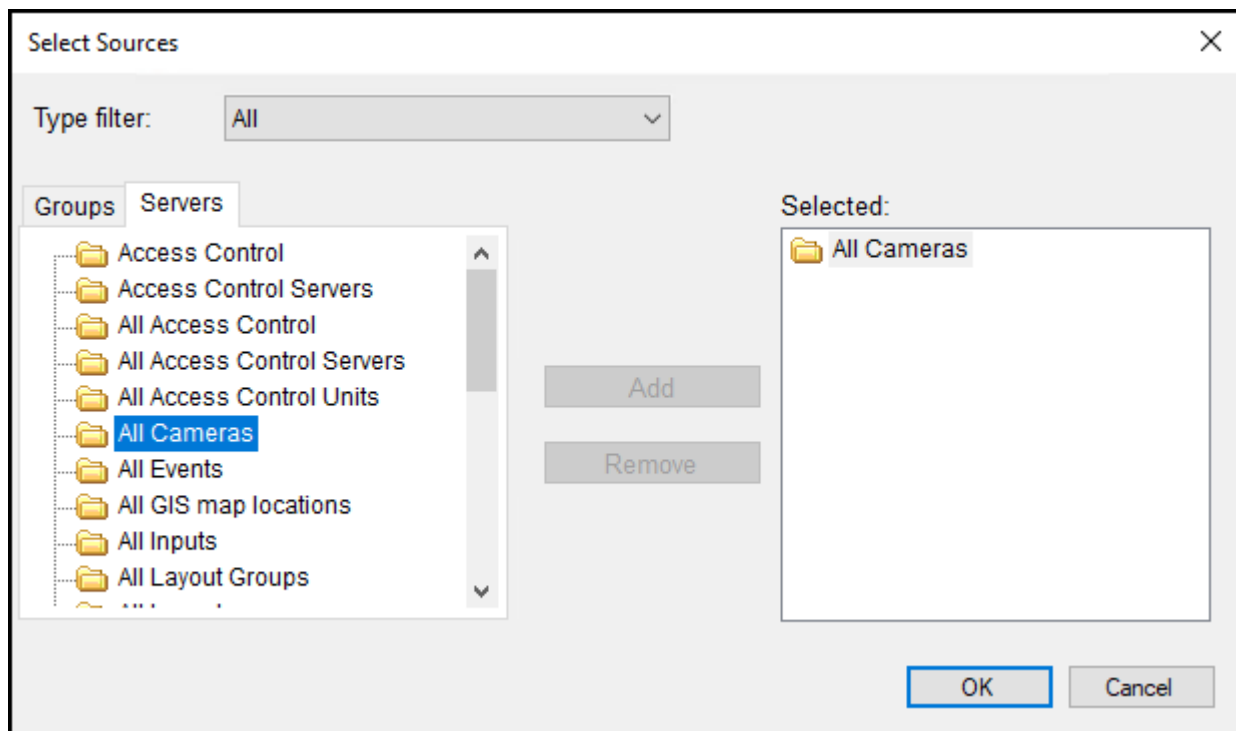 Select Sources
Type filter:
All
Groups
Servers
Access Control
Access Control Servers
All Access Control
All Access Control Servers
All Access Control Units
All Cameras
All Events
All GIS map locations
All Inputs
All Layout Groups
Add
Remove
Selected:
All Cameras
OK
Cancel